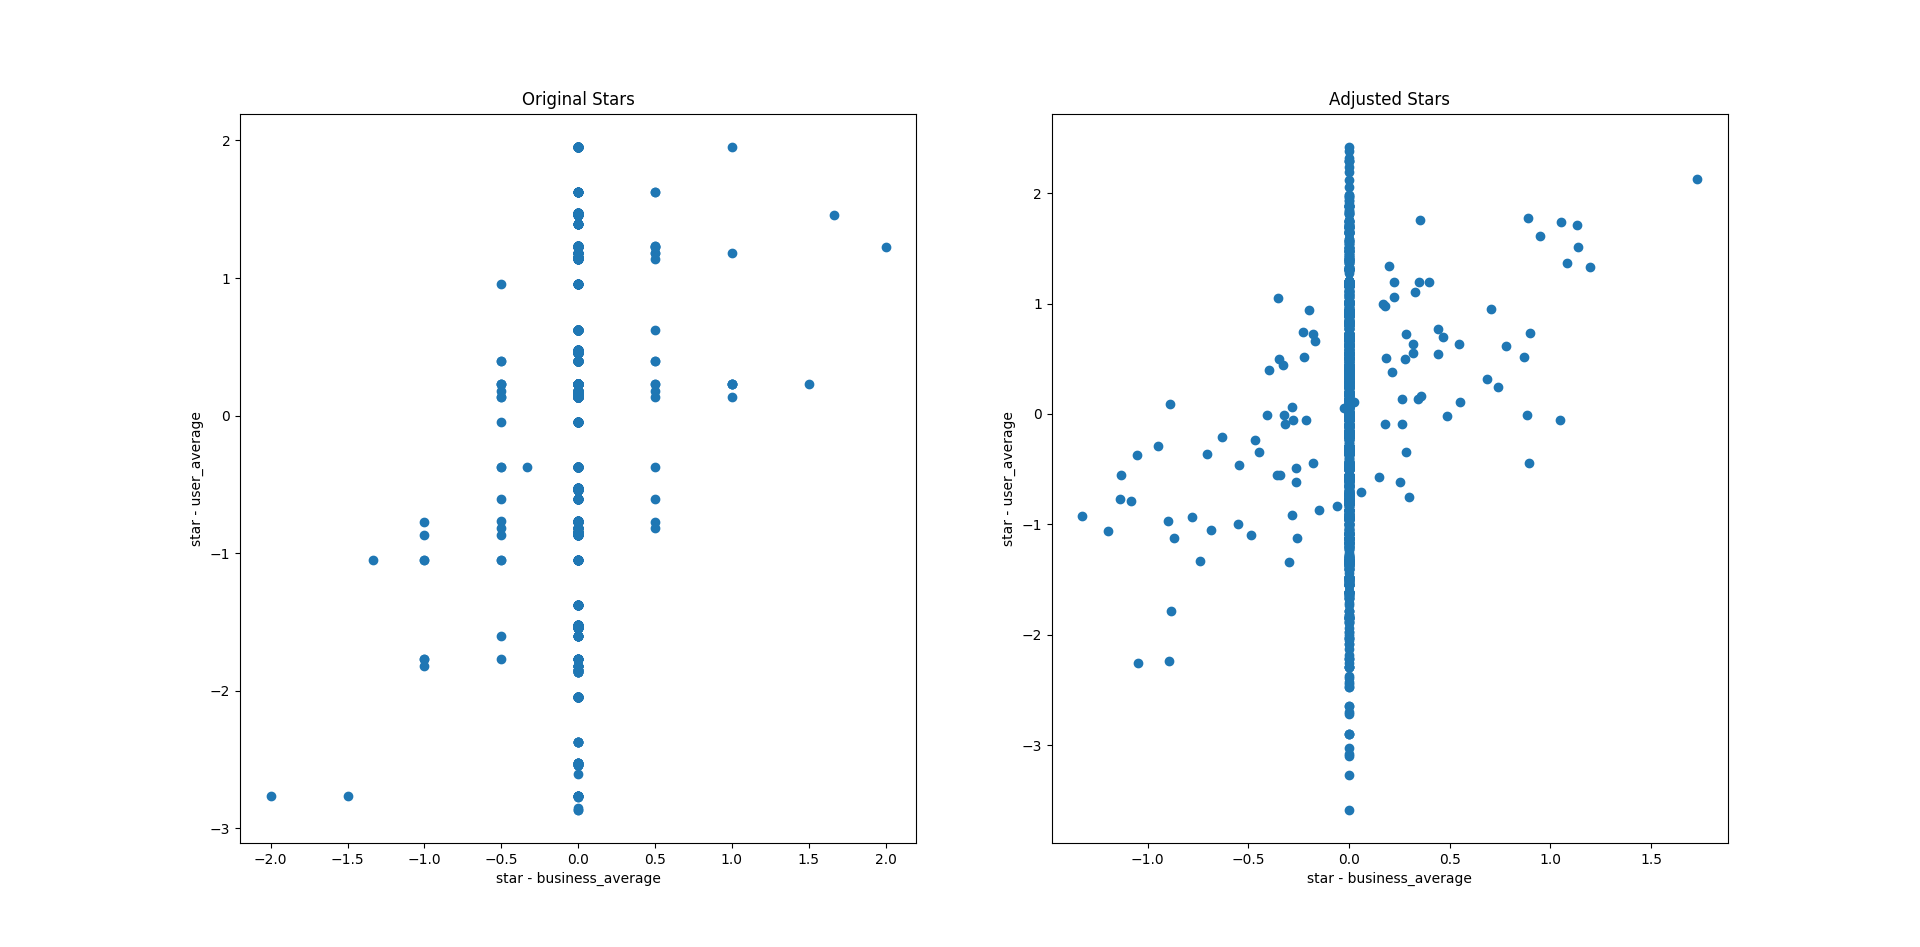 Original Stars
2
1
0
−1
−2
−3
star - user_average
−2.0 −1.5 −1.0 −0.5 0.0 0.5 1.0 1.5 2.0
star - business_average
Adjusted Stars
2
1
0
−1
−2
−3
star - user_average
−1.0 −0.5 0.0 0.5 1.0 1.5
star - business_average